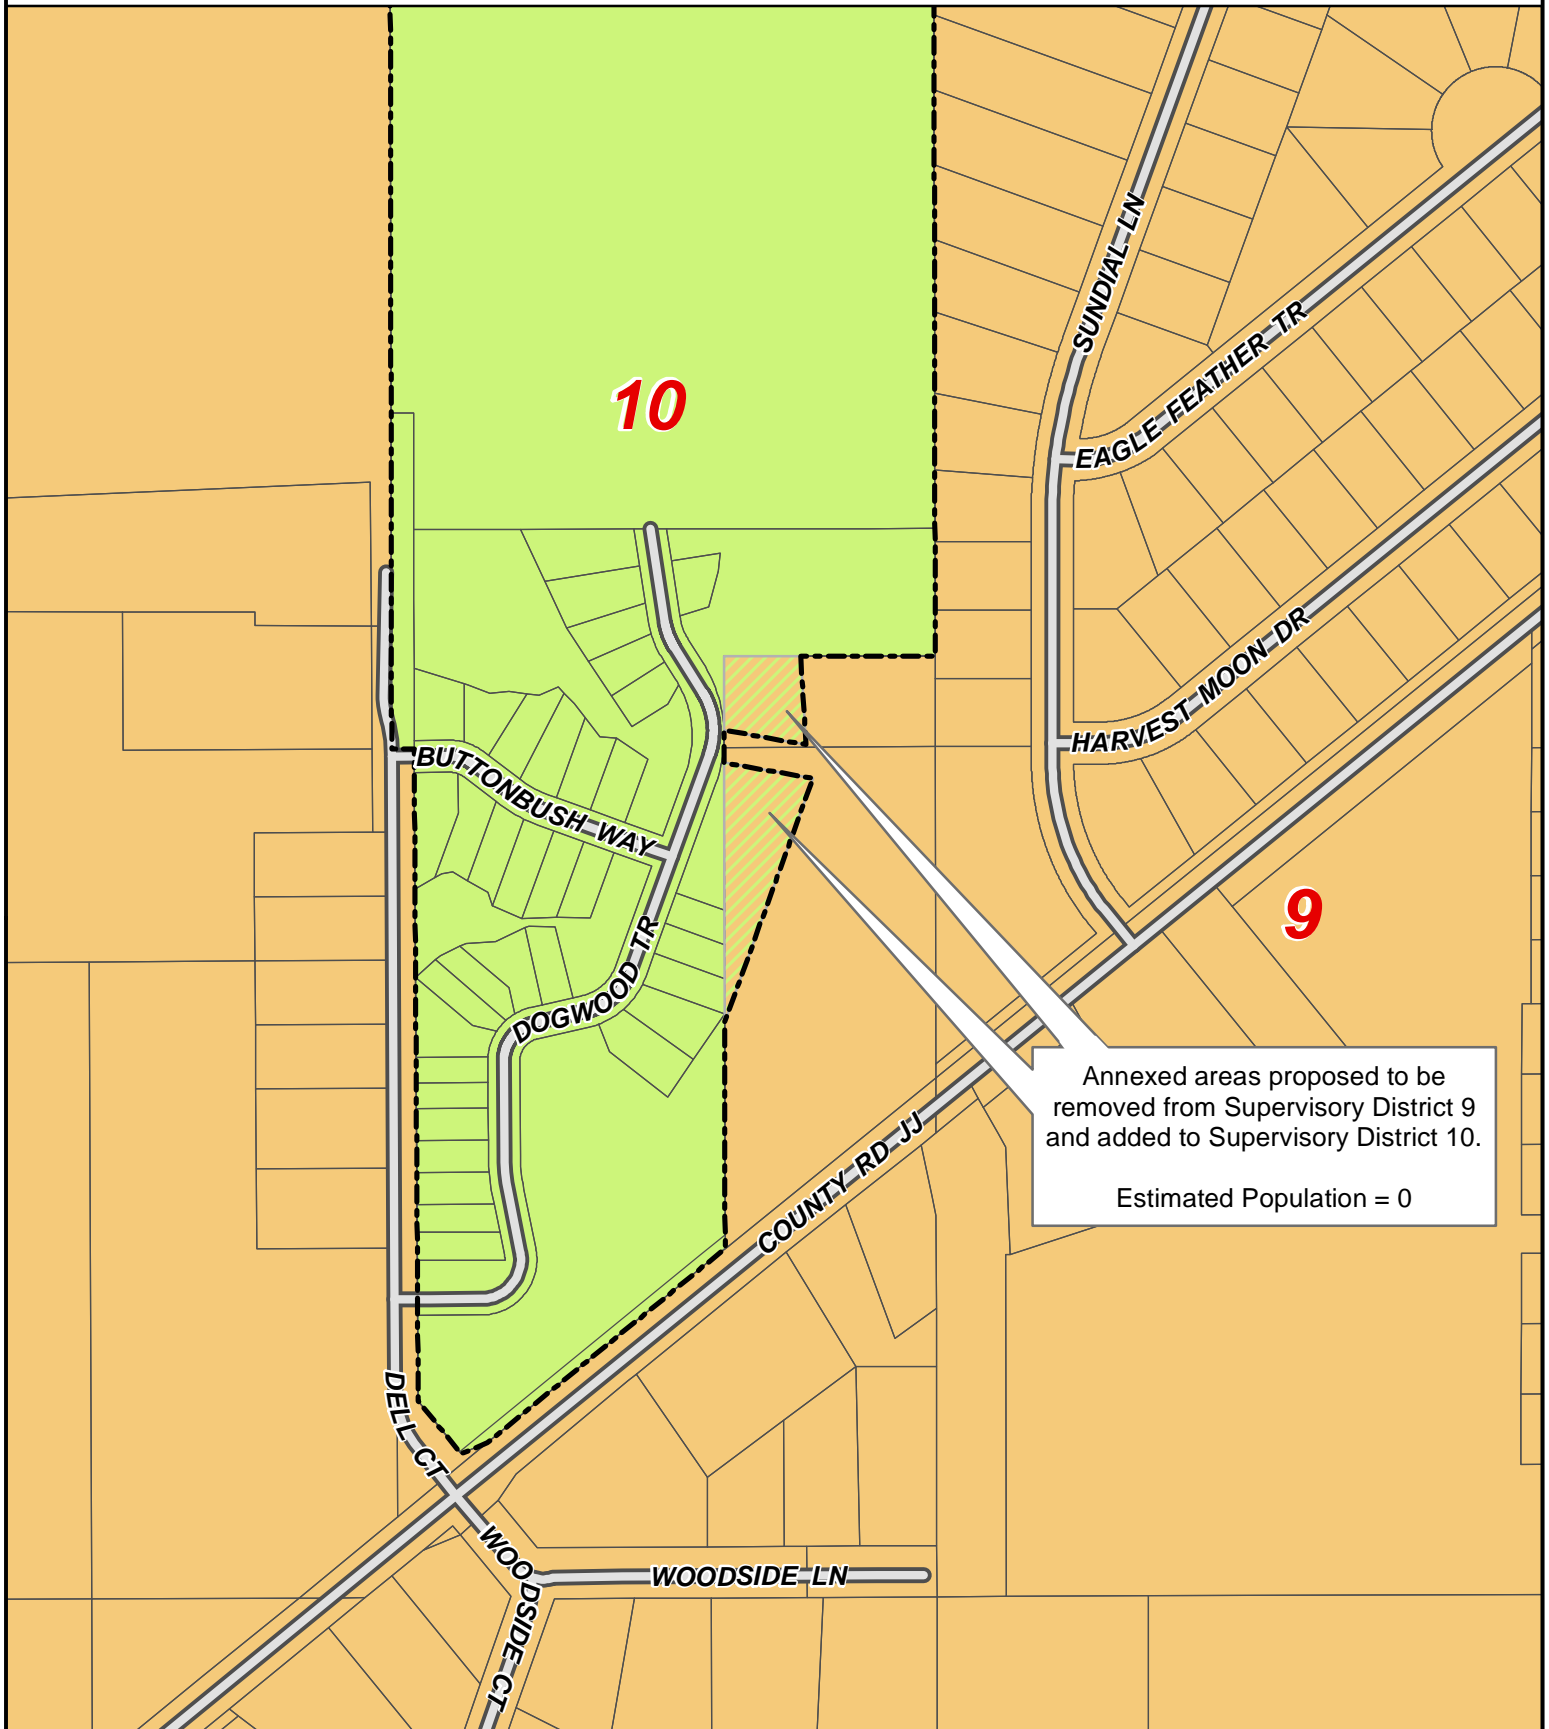 SUNDIAL LN
EAGLE FEATHER TR
10
HARVEST MOON DR
BUTTONBUSH WAY
9
DOGWOOD TR
Annexed areas proposed to be
removed from Supervisory District 9
and added to Supervisory District 10.
Estimated Population = 0
COUNTY RD JJ
DELL CT
WOODSIDE CT
WOODSIDE LN